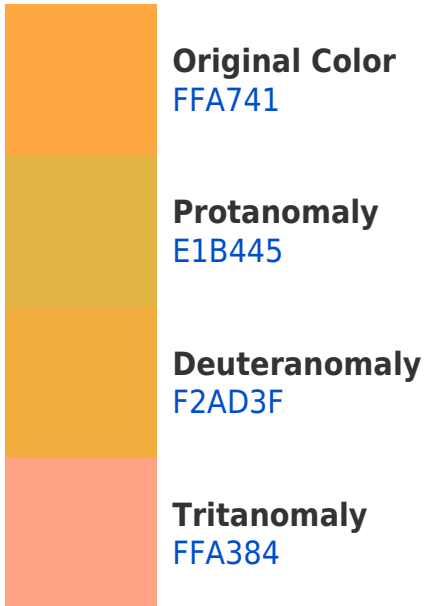 Original Color
FFA741
Protanomaly
E1B445
Deuteranomaly
F2AD3F
Tritanomaly
FFA384